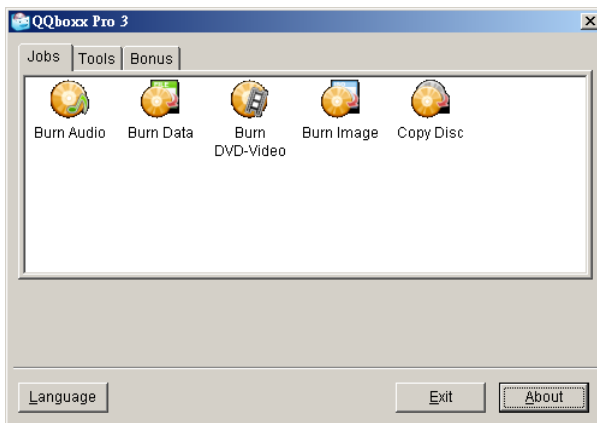 QQboxx Pro 3
Jobs Tools Bonus
Burn Audio Burn Data Burn DVD-Video Burn Image Copy Disc
Language Exit About